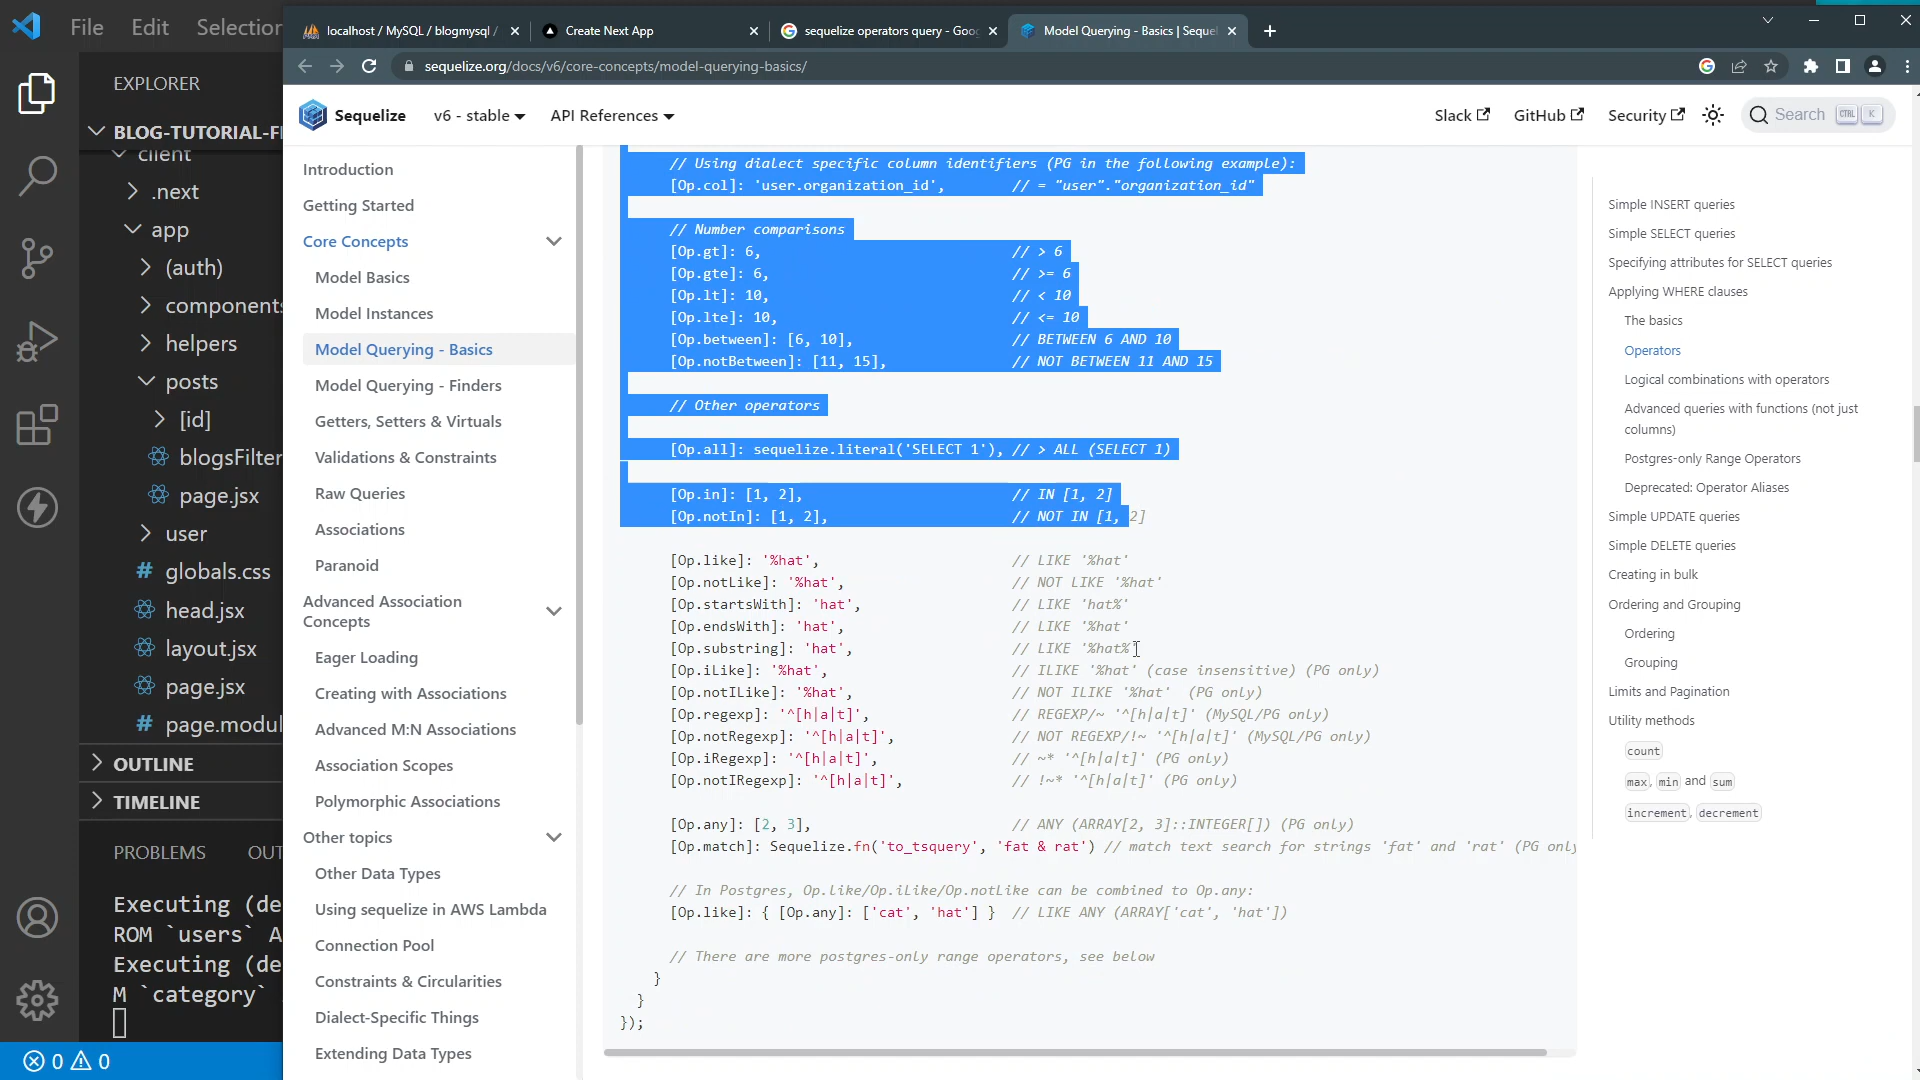 File Edit Selection
localhost / MySQL / blogmysql /
Create Next App
sequelize operators query - Goog
Model Querying - Basics | Sequel
sequelize.org/docs/v6/core-concepts/model-querying-basics/
Sequelize
v6 - stable
API References
Slack
GitHub
Security
Search CTRL K
EXPLORER
BLOG-TUTORIAL-F
client
.next
app
(auth)
components
helpers
posts
[id]
blogsFilter
page.jsx
user
globals.css
head.jsx
layout.jsx
page.jsx
page.modul
OUTLINE
TIMELINE
PROBLEMS OUT
Executing (de
ROM `users` A
Executing (de
M `category`
0 0
Introduction
Getting Started
Core Concepts
Model Basics
Model Instances
Model Querying - Basics
Model Querying - Finders
Getters, Setters & Virtuals
Validations & Constraints
Raw Queries
Associations
Paranoid
Advanced Association
Concepts
Eager Loading
Creating with Associations
Advanced M:N Associations
Association Scopes
Polymorphic Associations
Other topics
Other Data Types
Using sequelize in AWS Lambda
Connection Pool
Constraints & Circularities
Dialect-Specific Things
Extending Data Types
// Using dialect specific column identifiers (PG in the following example):
[Op.col]: 'user.organization_id', // = "user"."organization_id"
// Number comparisons
[Op.gt]: 6, // > 6
[Op.gte]: 6, // >= 6
[Op.lt]: 10, // < 10
[Op.lte]: 10, // <= 10
[Op.between]: [6, 10], // BETWEEN 6 AND 10
[Op.notBetween]: [11, 15], // NOT BETWEEN 11 AND 15
// Other operators
[Op.all]: sequelize.literal('SELECT 1'), // > ALL (SELECT 1)
[Op.in]: [1, 2], // IN [1, 2]
[Op.notIn]: [1, 2], // NOT IN [1, 2]
[Op.like]: '%hat', // LIKE '%hat'
[Op.notLike]: '%hat', // NOT LIKE '%hat'
[Op.startsWith]: 'hat', // LIKE 'hat%'
[Op.endsWith]: 'hat', // LIKE '%hat'
[Op.substring]: 'hat', // LIKE '%hat%'
[Op.iLike]: '%hat', // ILIKE '%hat' (case insensitive) (PG only)
[Op.notILike]: '%hat', // NOT ILIKE '%hat' (PG only)
[Op.regexp]: '^[h|a|t]', // REGEXP/~ '^[h|a|t]' (MySQL/PG only)
[Op.notRegexp]: '^[h|a|t]', // NOT REGEXP/!~ '^[h|a|t]' (MySQL/PG only)
[Op.iRegexp]: '^[h|a|t]', // ~* '^[h|a|t]' (PG only)
[Op.notIRegexp]: '^[h|a|t]', // !~* '^[h|a|t]' (PG only)
[Op.any]: [2, 3], // ANY (ARRAY[2, 3]::INTEGER[]) (PG only)
[Op.match]: Sequelize.fn('to_tsquery', 'fat & rat') // match text search for strings 'fat' and 'rat' (PG only
// In Postgres, Op.like/Op.iLike/Op.notLike can be combined to Op.any:
[Op.like]: { [Op.any]: ['cat', 'hat'] } // LIKE ANY (ARRAY['cat', 'hat'])
// There are more postgres-only range operators, see below
}
}
});
Simple INSERT queries
Simple SELECT queries
Specifying attributes for SELECT queries
Applying WHERE clauses
The basics
Operators
Logical combinations with operators
Advanced queries with functions (not just
columns)
Postgres-only Range Operators
Deprecated: Operator Aliases
Simple UPDATE queries
Simple DELETE queries
Creating in bulk
Ordering and Grouping
Ordering
Grouping
Limits and Pagination
Utility methods
count
max, min and sum
increment, decrement